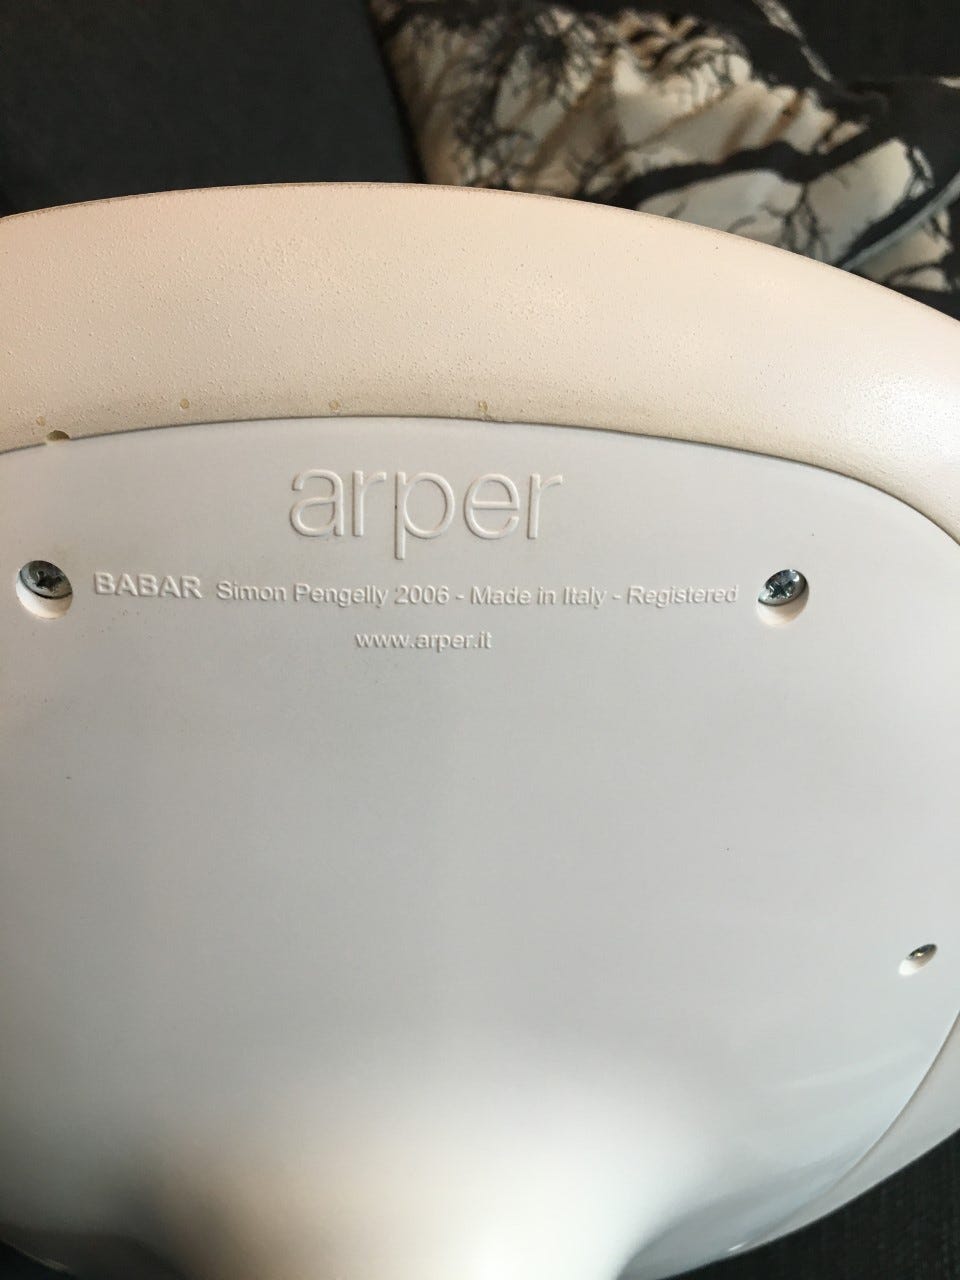 arper
BABAR Simon Pengelly 2006 - Made in Italy - Registered
www.arper.it